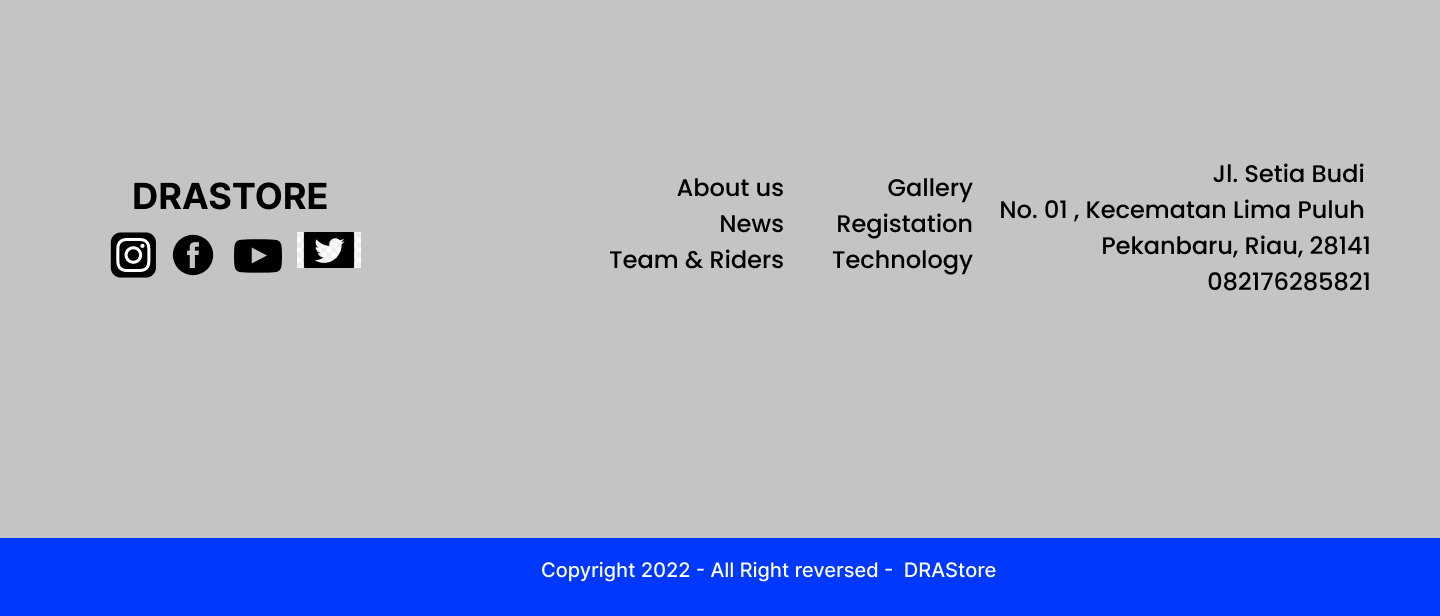 DRASTORE
About us
News
Team & Riders
Gallery
Registation
Technology
Jl. Setia Budi
No. 01 , Kecematan Lima Puluh
Pekanbaru, Riau, 28141
082176285821
Copyright 2022 - All Right reversed - DRAStore